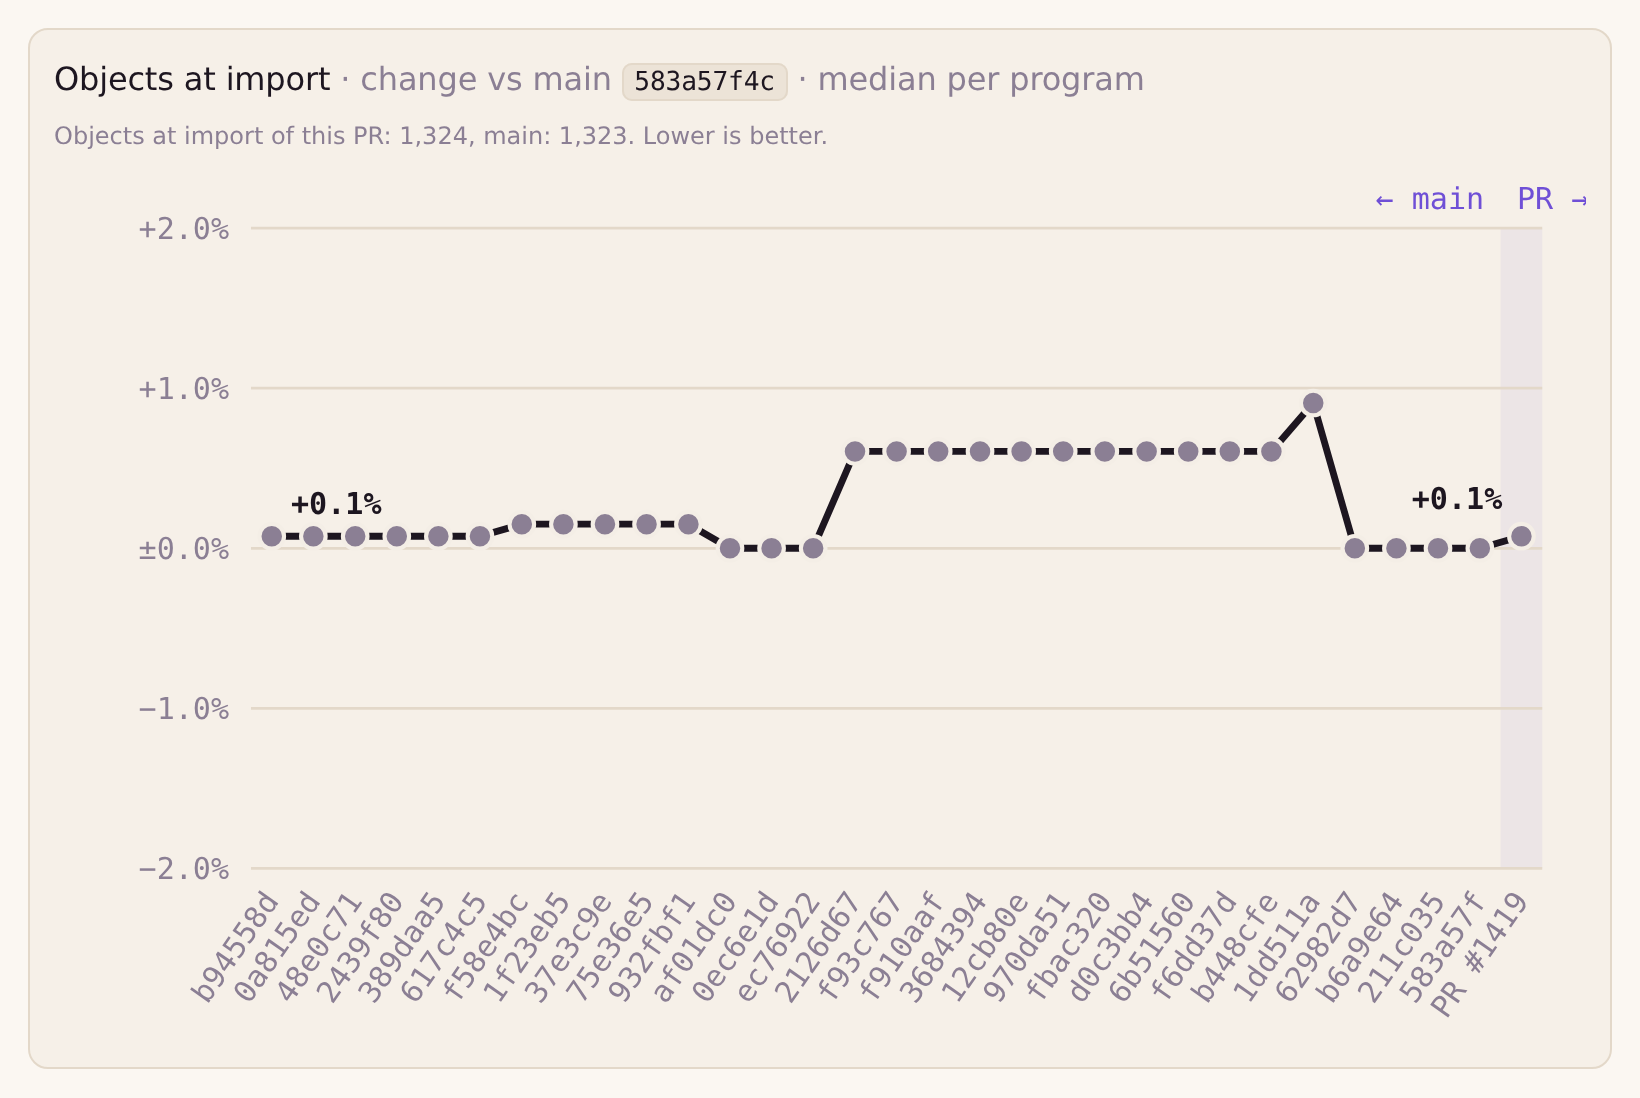 Objects at import · change vs main 583a57f4c · median per program
Objects at import of this PR: 1,324, main: 1,323. Lower is better.
← main PR →
+2.0%
+1.0%
±0.0%
−1.0%
−2.0%
+0.1%
+0.1%
b94558d
0a815ed
48e0c71
2439f80
389daa5
617c4c5
f58e4bc
1f23eb5
37e3c9e
75e36e5
932fbf1
af01dc0
0ec6e1d
ec76922
2126d67
f93c767
f910aaf
3684394
12cb80e
970da51
fbac320
d0c3bb4
6b51560
f6dd37d
b448cfe
1dd511a
62982d7
b6a9e64
211c035
583a57f
PR #1419